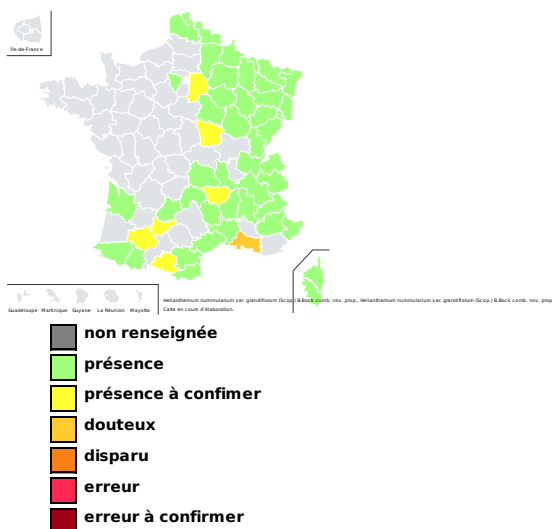 Île-de-France
Guadeloupe Martinique Guyane La Réunion Mayotte
Helianthemum nummularium var. grandiflorum (Scop.) B.Bock comb. nov. prop., Helianthemum nummularium var. grandiflorum (Scop.) B.Bock comb. nov. prop
Carte en cours d'élaboration.
non renseignée
présence
présence à confimer
douteux
disparu
erreur
erreur à confirmer